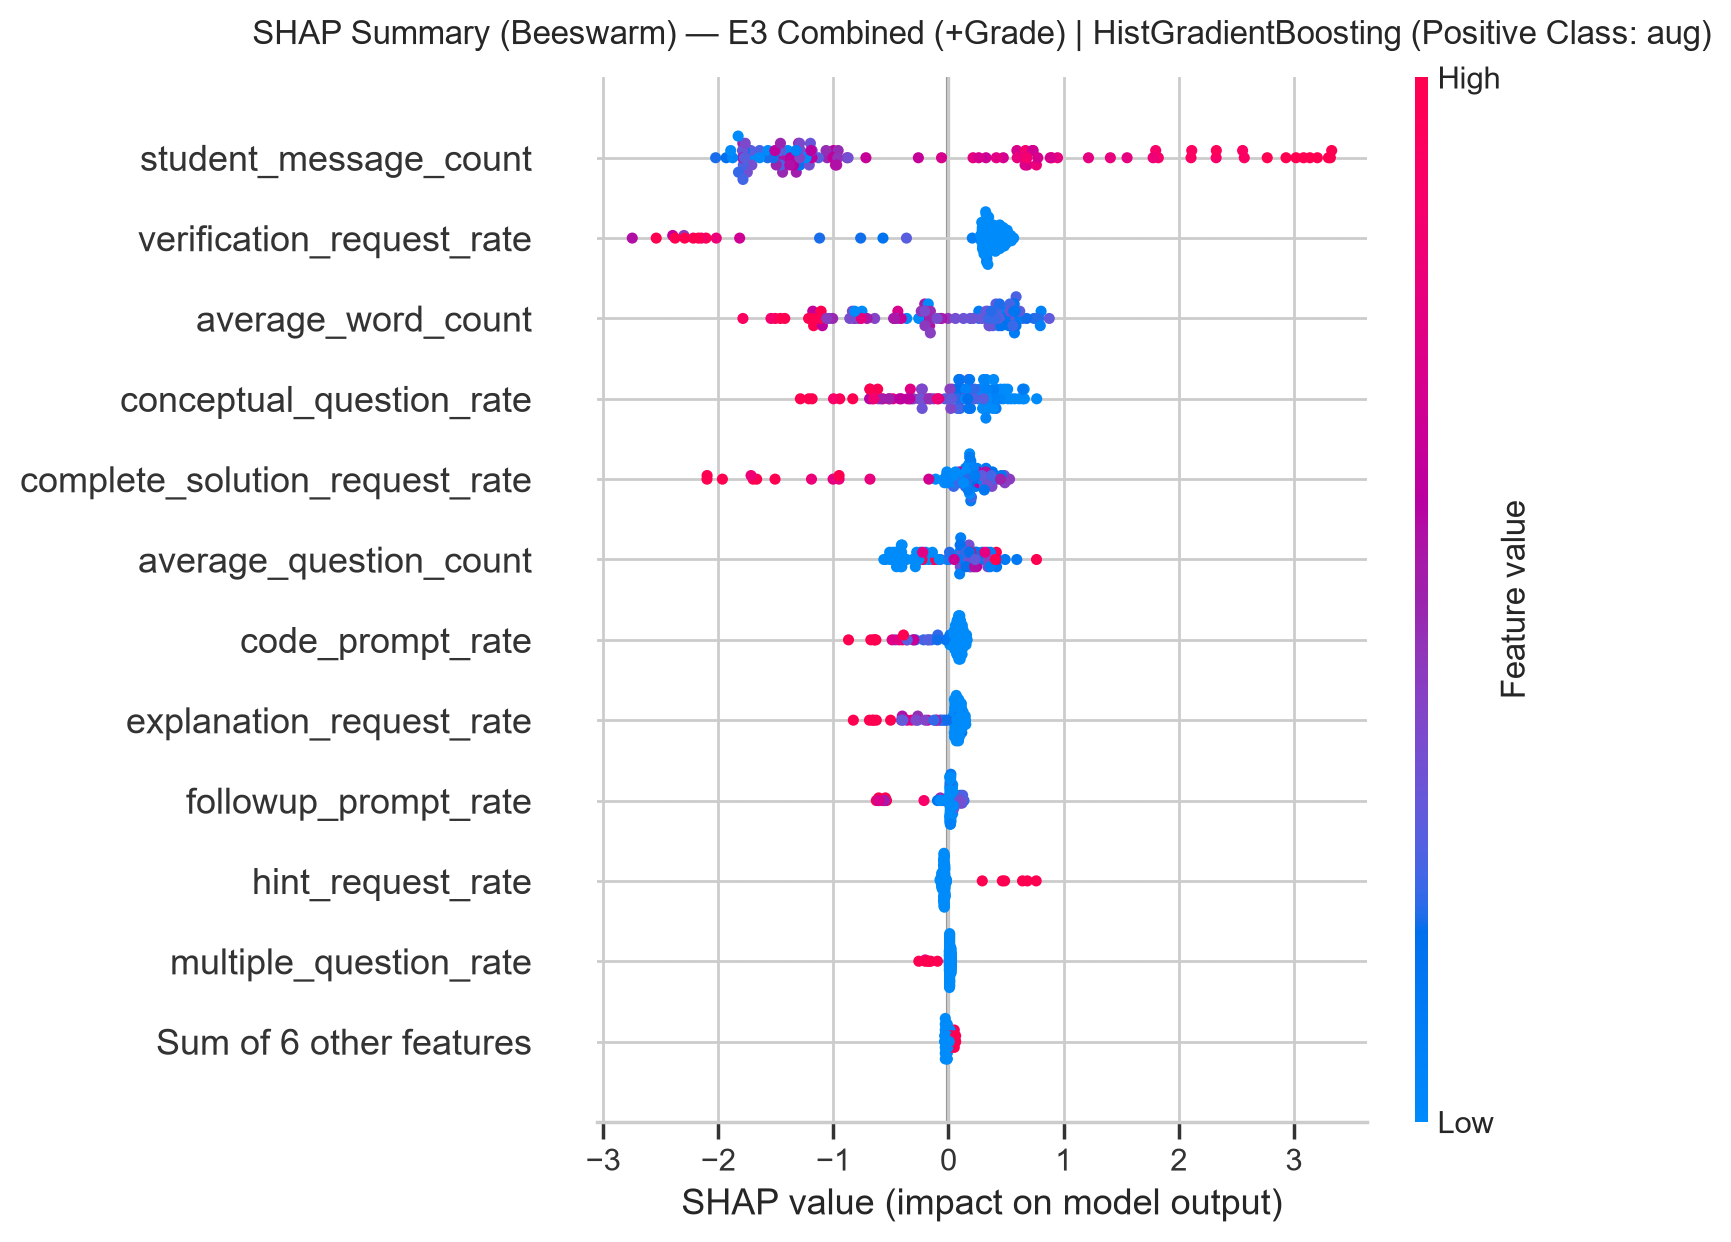 SHAP Summary (Beeswarm) — E3 Combined (+Grade) | HistGradientBoosting (Positive Class: aug)
High
student_message_count
verification_request_rate
average_word_count
conceptual_question_rate
complete_solution_request_rate
average_question_count
code_prompt_rate
explanation_request_rate
followup_prompt_rate
hint_request_rate
multiple_question_rate
Sum of 6 other features
Feature value
Low
−3 −2 −1 0 1 2 3
SHAP value (impact on model output)